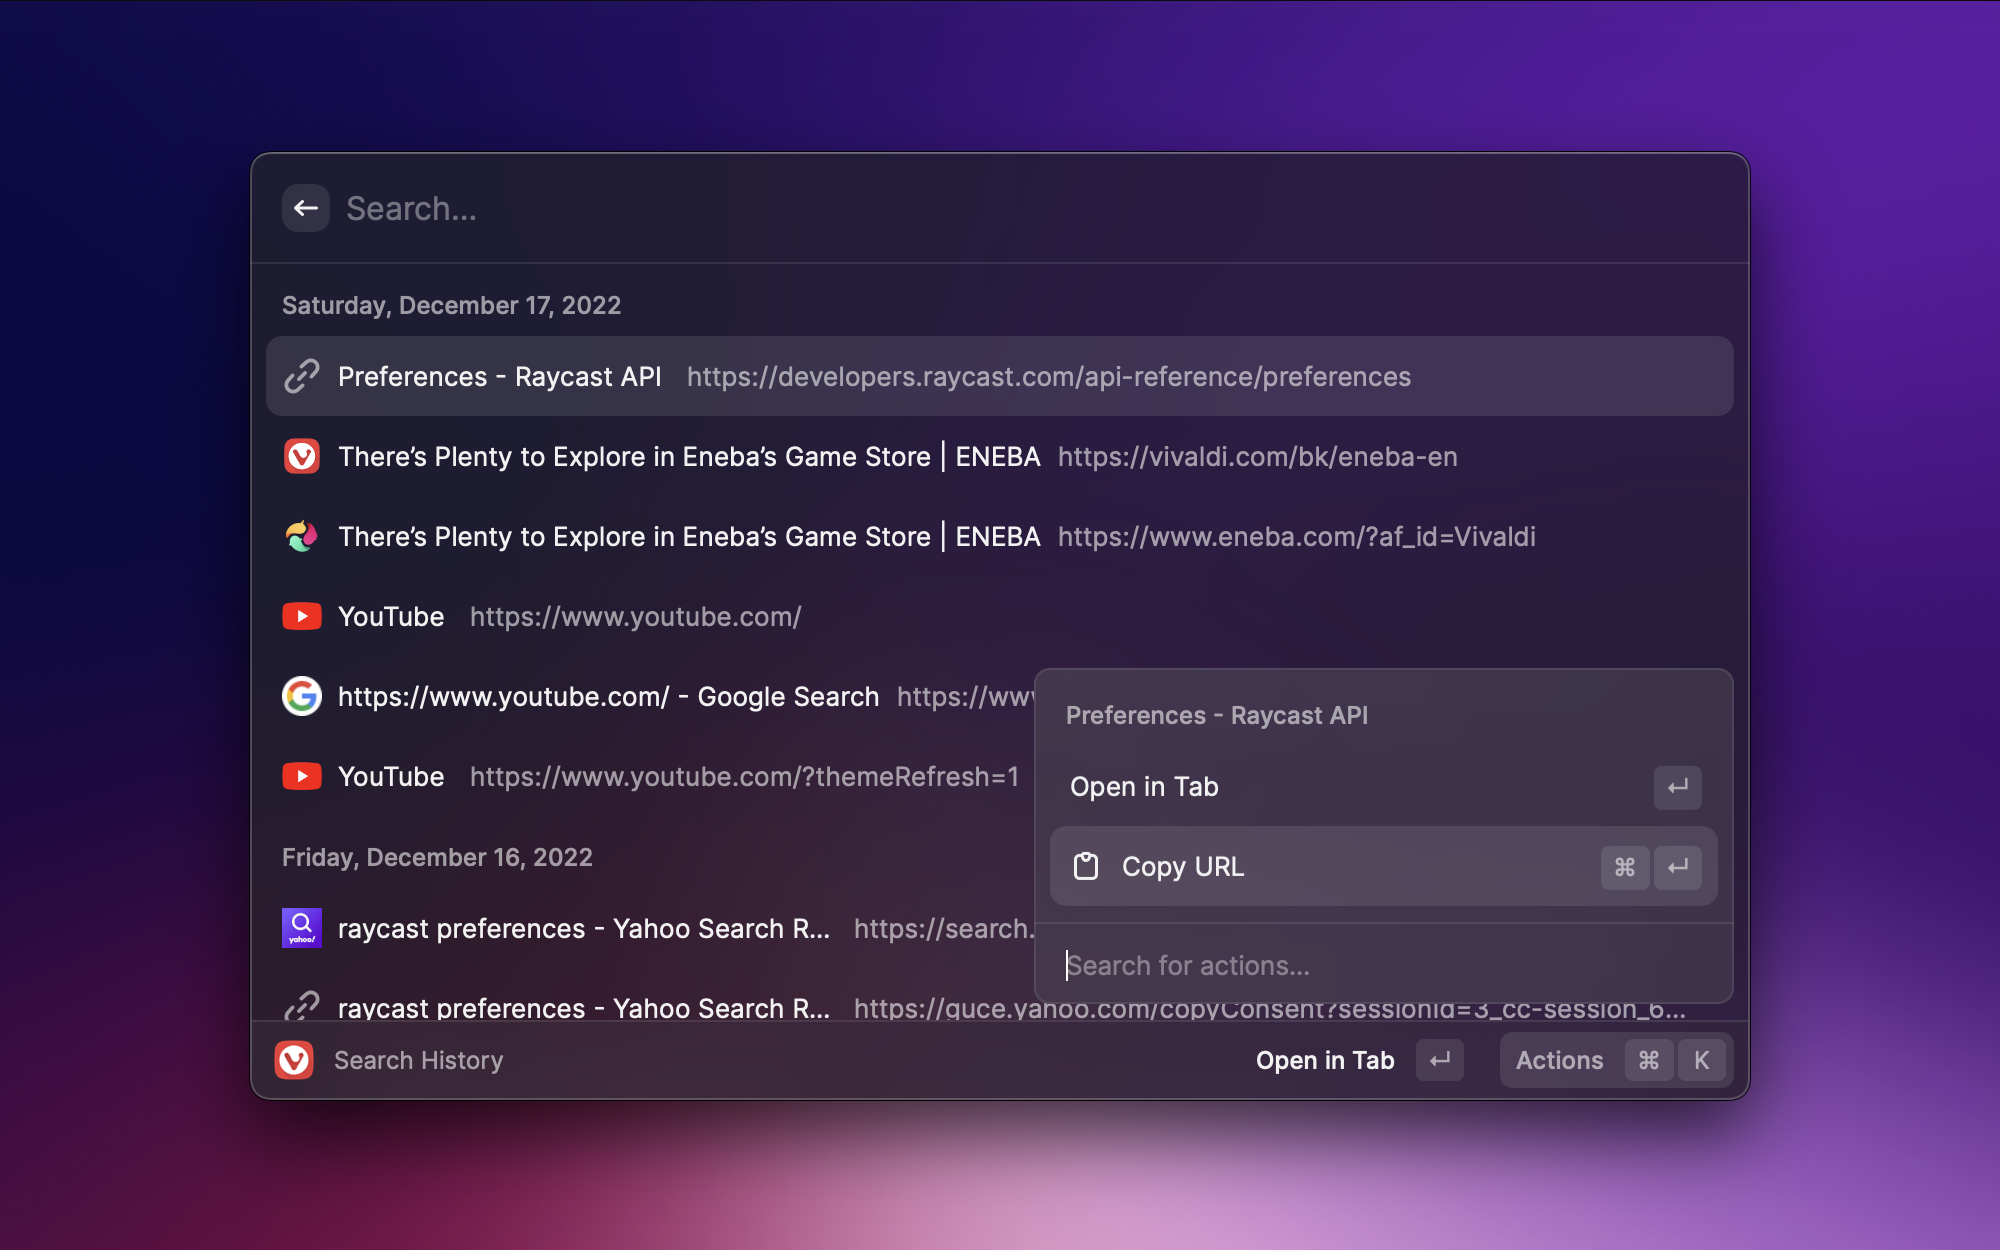 Search...
Saturday, December 17, 2022
Preferences - Raycast API https://developers.raycast.com/api-reference/preferences
There’s Plenty to Explore in Eneba’s Game Store | ENEBA https://vivaldi.com/bk/eneba-en
There’s Plenty to Explore in Eneba’s Game Store | ENEBA https://www.eneba.com/?af_id=Vivaldi
YouTube https://www.youtube.com/
https://www.youtube.com/ - Google Search https://ww
YouTube https://www.youtube.com/?themeRefresh=1
Friday, December 16, 2022
yahoo!
raycast preferences - Yahoo Search R... https://search.
raycast preferences - Yahoo Search R... https://guce.yahoo.com/copyConsent?sessionId=3_cc-session_6...
Preferences - Raycast API
Open in Tab ↵
Copy URL ⌘ ↵
Search for actions...
Search History
Open in Tab ↵ Actions ⌘ K